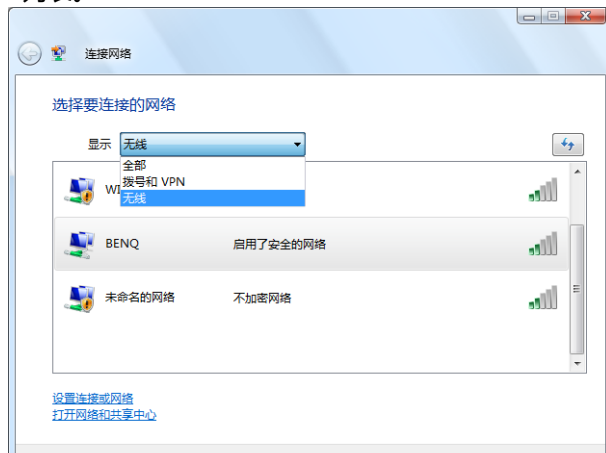 连接网络
选择要连接的网络
显示 无线
全部
拨号和 VPN
无线
BENQ 启用了安全的网络
未命名的网络 不加密网络
设置连接或网络
打开网络和共享中心